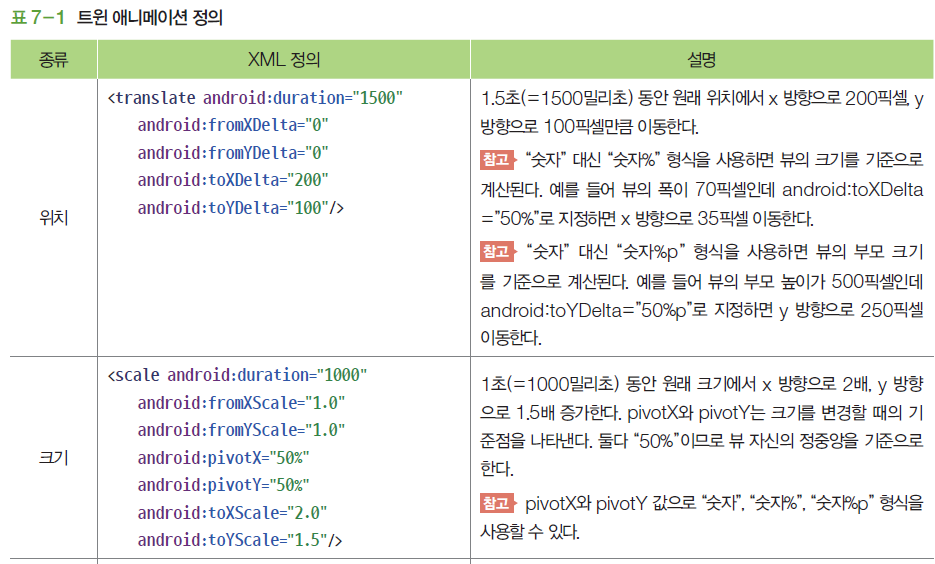 표 7-1 트윈 애니메이션 정의
종류 XML 정의 설명
위치
<translate android:duration="1500"
android:fromXDelta="0"
android:fromYDelta="0"
android:toXDelta="200"
android:toYDelta="100"/>
1.5초(=1500밀리초) 동안 원래 위치에서 x 방향으로 200픽셀, y
방향으로 100픽셀만큼 이동한다.
참고 “숫자” 대신 “숫자%” 형식을 사용하면 뷰의 크기를 기준으로
계산된다. 예를 들어 뷰의 폭이 70픽셀인데 android:toXDelta
=”50%”로 지정하면 x 방향으로 35픽셀 이동한다.
참고 “숫자” 대신 “숫자%p” 형식을 사용하면 뷰의 부모 크기
를 기준으로 계산된다. 예를 들어 뷰의 부모 높이가 500픽셀인데
android:toYDelta=”50%p”로 지정하면 y 방향으로 250픽셀
이동한다.
크기
<scale android:duration="1000"
android:fromXScale="1.0"
android:fromYScale="1.0"
android:pivotX="50%"
android:pivotY="50%"
android:toXScale="2.0"
android:toYScale="1.5"/>
1초(=1000밀리초) 동안 원래 크기에서 x 방향으로 2배, y 방향
으로 1.5배 증가한다. pivotX와 pivotY는 크기를 변경할 때의 기
준점을 나타낸다. 둘다 “50%”이므로 뷰 자신의 정중앙을 기준으로
한다.
참고 pivotX와 pivotY 값으로 “숫자”, “숫자%”, “숫자%p” 형식을
사용할 수 있다.